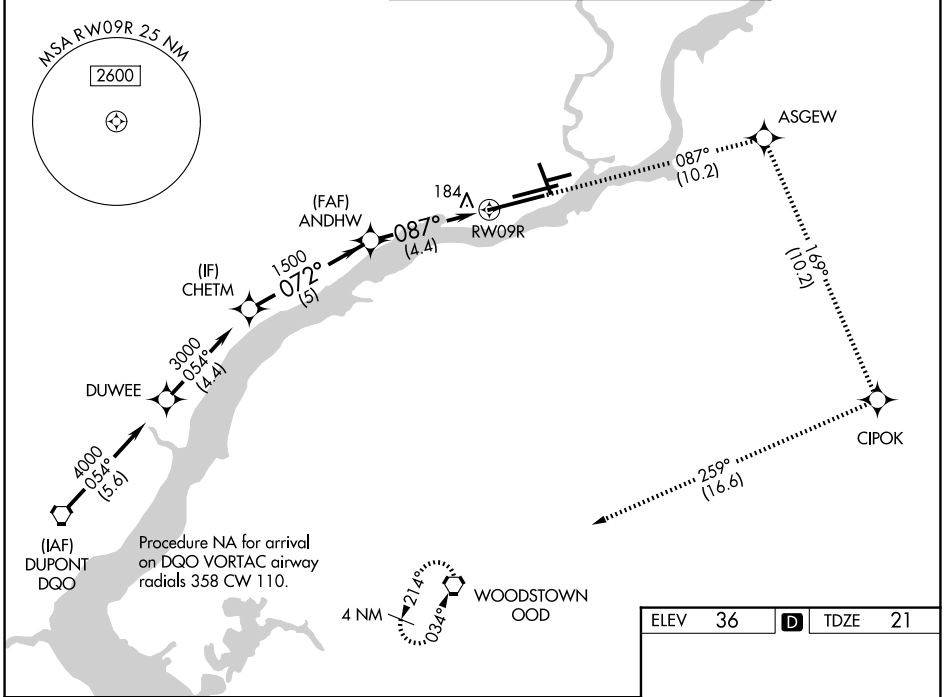 MSA RW09R 25 NM
2600
ASGEW
087°
(10.2)
184
(FAF)
ANDHW
087°
(4.4)
RW09R
1500
072°
(5)
(IF)
CHETM
169°
(10.2)
3000
054°
(4.4)
DUWEE
CIPOK
4000
054°
(5.6)
259°
(16.6)
(IAF)
DUPONT
DQO
Procedure NA for arrival
on DQO VORTAC airway
radials 358 CW 110.
4 NM
214°
034°
WOODSTOWN
OOD
ELEV 36 D TDZE 21